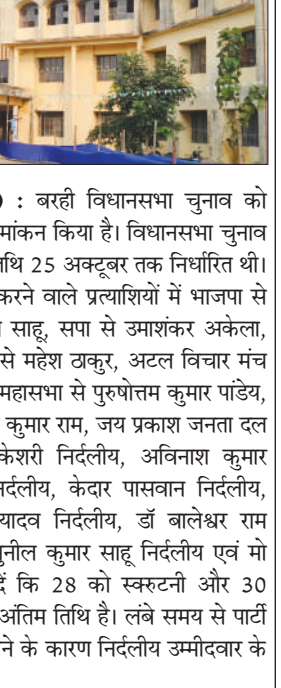 ) : बरही विधानसभा चुनाव को
मांकन किया है। विधानसभा चुनाव
थि 25 अक्टूबर तक निर्धारित थी।
करने वाले प्रत्याशियों में भाजपा से
साहू, सपा से उमाशंकर अकेला,
से महेश ठाकुर, अटल विचार मंच
महासभा से पुरुषोत्तम कुमार पांडेय,
कुमार राम, जय प्रकाश जनता दल
केशरी निर्दलीय, अविनाश कुमार
नर्दलीय, केदार पासवान निर्दलीय,
यादव निर्दलीय, डॉ बालेश्वर राम
नुनील कुमार साहू निर्दलीय एवं मो
दें कि 28 को स्क्रुटनी और 30
अंतिम तिथि है। लंबे समय से पार्टी
ने के कारण निर्दलीय उम्मीदवार के